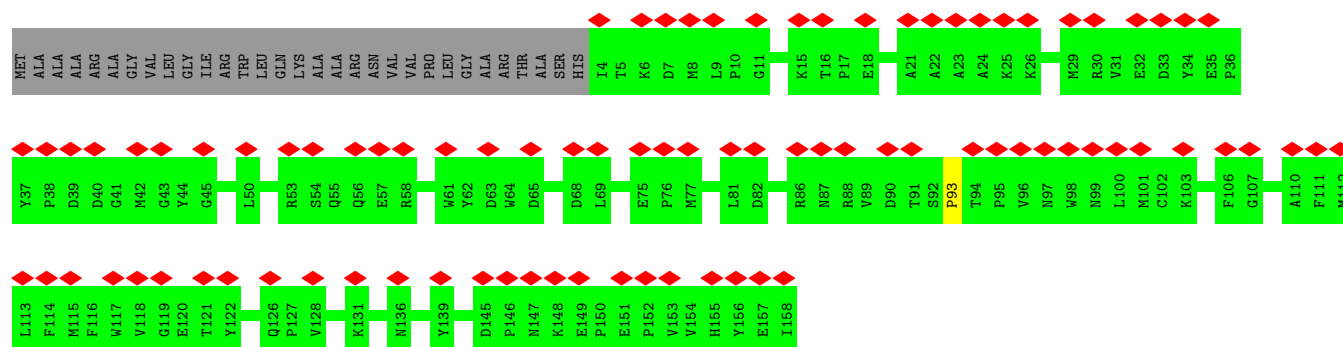 MET ALA ALA ALA ARG ALA GLY VAL LEU GLY ILE ARG TRP LEU GLN LYS ALA ALA ARG ASN VAL VAL PRO LEU GLY ALA ARG THR ALA SER HIS I4 T5 K6 D7 M8 L9 P10 G11 K15 T16 P17 E18 A21 A22 A23 A24 K25 K26 M29 R30 V31 E32 D33 Y34 E35 P36
Y37 P38 D39 D40 G41 M42 G43 Y44 G45 L50 R53 S54 Q55 Q56 E57 R58 W61 Y62 D63 W64 D65 D68 L69 E75 P76 M77 L81 D82 R86 N87 R88 V89 D90 T91 S92 P93 T94 P95 V96 N97 W98 N99 L100 M101 C102 K103 F106 G107 A110 F111 M112
L113 F114 M115 F116 W117 V118 G119 E120 T121 Y122 Q126 P127 V128 K131 N136 Y139 D145 P146 N147 K148 E149 P150 E151 P152 V153 V154 H155 Y156 E157 I158